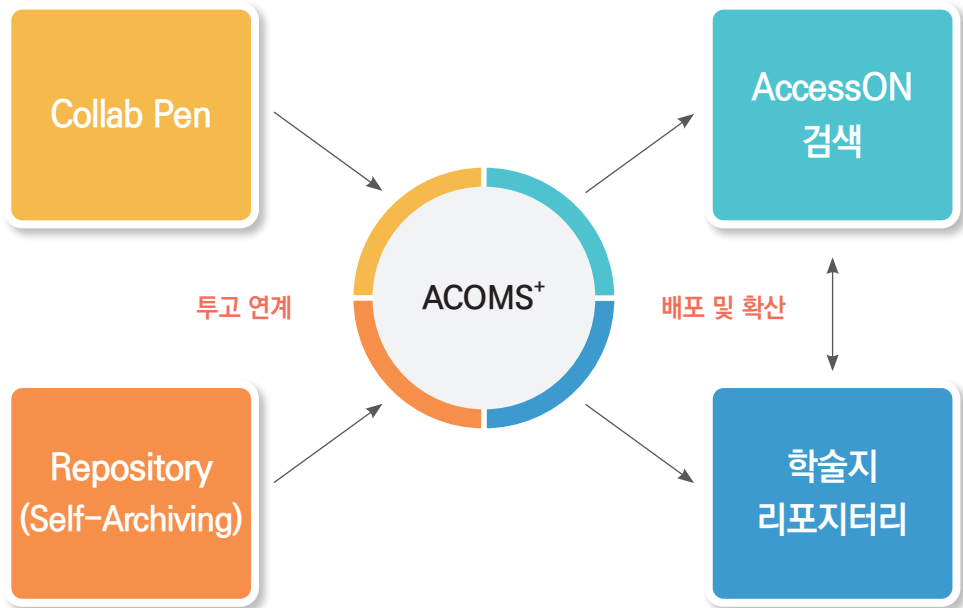 Collab Pen
AccessON
검색
투고 연계
ACOMS⁺
배포 및 확산
Repository
(Self-Archiving)
학술지
리포지터리